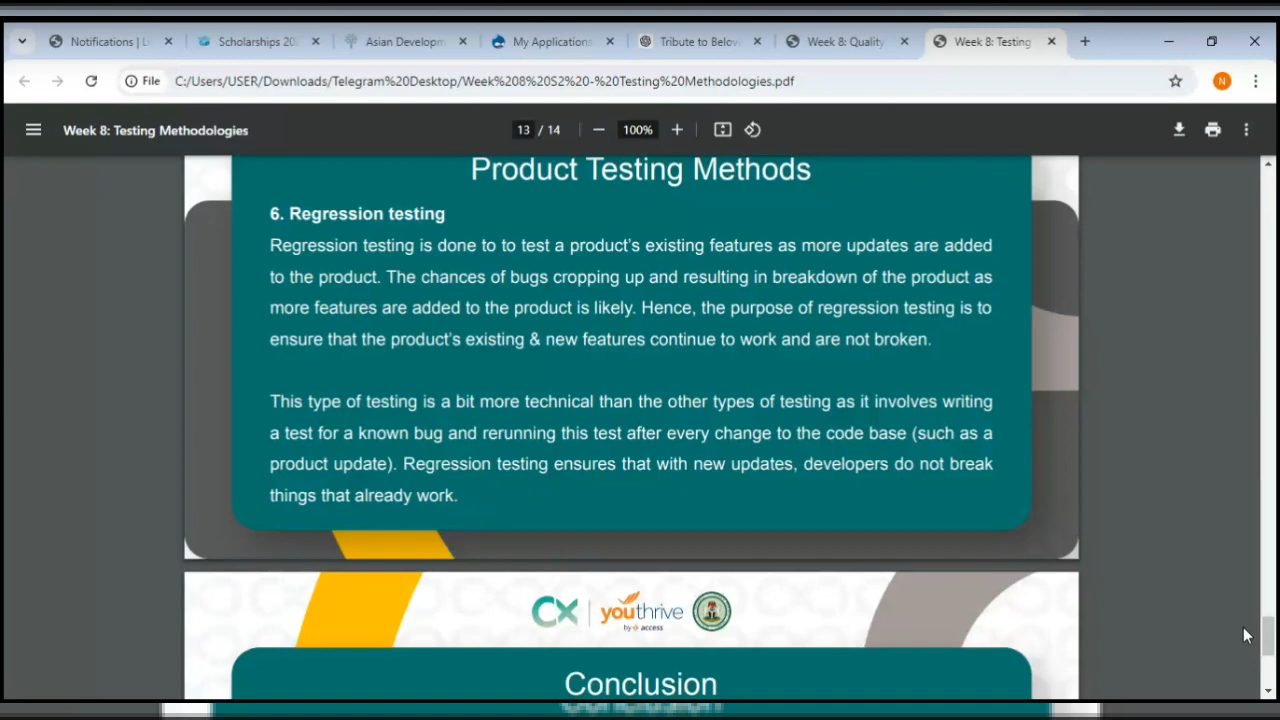 Notifications | L
Scholarships 202
Asian Developm
My Applications
Tribute to Belov
Week 8: Quality
Week 8: Testing
File
C:/Users/USER/Downloads/Telegram%20Desktop/Week%208%20S2%20-%20Testing%20Methodologies.pdf
N
Week 8: Testing Methodologies
13 / 14
100%
Product Testing Methods
6. Regression testing
Regression testing is done to to test a product's existing features as more updates are added
to the product. The chances of bugs cropping up and resulting in breakdown of the product as
more features are added to the product is likely. Hence, the purpose of regression testing is to
ensure that the product's existing & new features continue to work and are not broken.
This type of testing is a bit more technical than the other types of testing as it involves writing
a test for a known bug and rerunning this test after every change to the code base (such as a
product update). Regression testing ensures that with new updates, developers do not break
things that already work.
CX
youthrive
by access
Conclusion